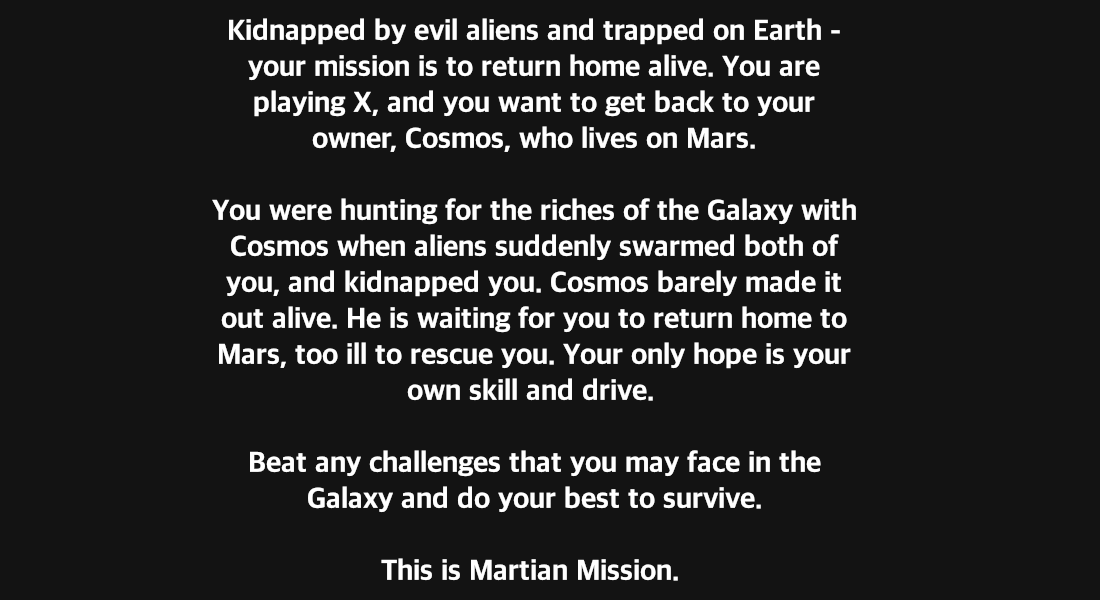 Kidnapped by evil aliens and trapped on Earth -
your mission is to return home alive. You are
playing X, and you want to get back to your
owner, Cosmos, who lives on Mars.
You were hunting for the riches of the Galaxy with
Cosmos when aliens suddenly swarmed both of
you, and kidnapped you. Cosmos barely made it
out alive. He is waiting for you to return home to
Mars, too ill to rescue you. Your only hope is your
own skill and drive.
Beat any challenges that you may face in the
Galaxy and do your best to survive.
This is Martian Mission.